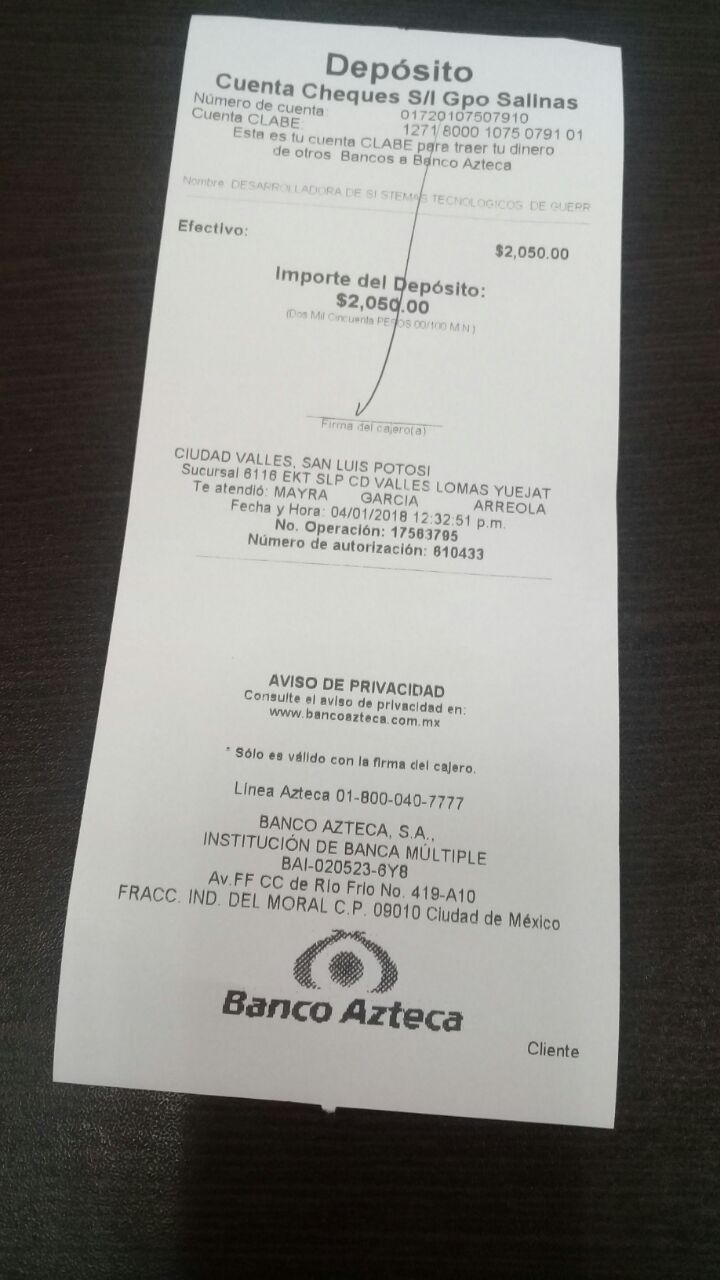 Depósito
Cuenta Cheques S/I Gpo Salinas
Número de cuenta: 01720107507910
Cuenta CLABE: 1271/8000 1075 0791 01
Esta es tu cuenta CLABE para traer tu dinero
de otros Bancos a Banco Azteca
Nombre: DESARROLLADORA DE SI STEMAS TECNOLOGICOS DE GUERR
Efectivo: $2,050.00
Importe del Depósito:
$2,050.00
(Dos Mil Cincuenta PESOS 00/100 M.N.)
Firma del cajero(a)
CIUDAD VALLES, SAN LUIS POTOSI
Sucursal 6116 EKT SLP CD VALLES LOMAS YUEJAT
Te atendió: MAYRA GARCIA ARREOLA
Fecha y Hora: 04/01/2018 12:32:51 p.m.
No. Operación: 17563795
Número de autorización: 610433
AVISO DE PRIVACIDAD
Consulte el aviso de privacidad en:
www.bancoazteca.com.mx
* Sólo es válido con la firma del cajero.
Línea Azteca 01-800-040-7777
BANCO AZTECA, S.A.,
INSTITUCIÓN DE BANCA MÚLTIPLE
BAI-020523-6Y8
Av.FF CC de Río Frio No. 419-A10
FRACC. IND. DEL MORAL C.P. 09010 Ciudad de México
Banco Azteca
Cliente